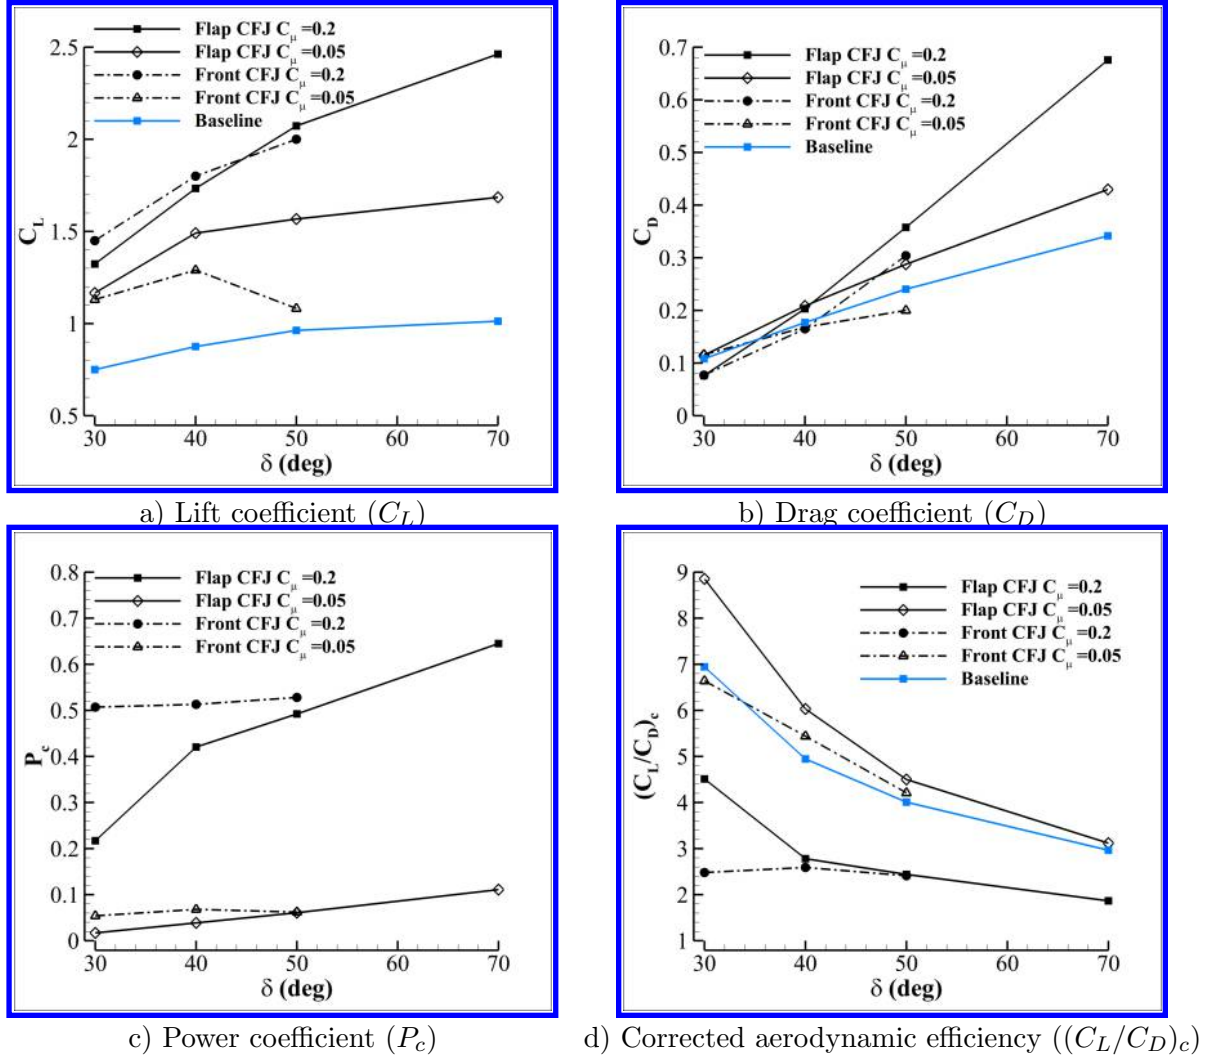 Flap CFJ Cμ =0.2
Flap CFJ Cμ =0.05
Front CFJ Cμ =0.2
Front CFJ Cμ =0.05
Baseline
2.5
2
1.5
1
0.5
CL
30 40 50 60 70
δ (deg)
a) Lift coefficient (CL)
Flap CFJ Cμ =0.2
Flap CFJ Cμ =0.05
Front CFJ Cμ =0.2
Front CFJ Cμ =0.05
Baseline
0.7
0.6
0.5
0.4
0.3
0.2
0.1
0
CD
30 40 50 60 70
δ (deg)
b) Drag coefficient (CD)
Flap CFJ Cμ =0.2
Flap CFJ Cμ =0.05
Front CFJ Cμ =0.2
Front CFJ Cμ =0.05
0.8
0.7
0.6
0.5
0.4
0.3
0.2
0.1
0
Pc
30 40 50 60 70
δ (deg)
c) Power coefficient (Pc)
Flap CFJ Cμ =0.2
Flap CFJ Cμ =0.05
Front CFJ Cμ =0.2
Front CFJ Cμ =0.05
Baseline
9
8
7
6
5
4
3
2
1
(CL/CD)c
30 40 50 60 70
δ (deg)
d) Corrected aerodynamic efficiency ((CL/CD)c)